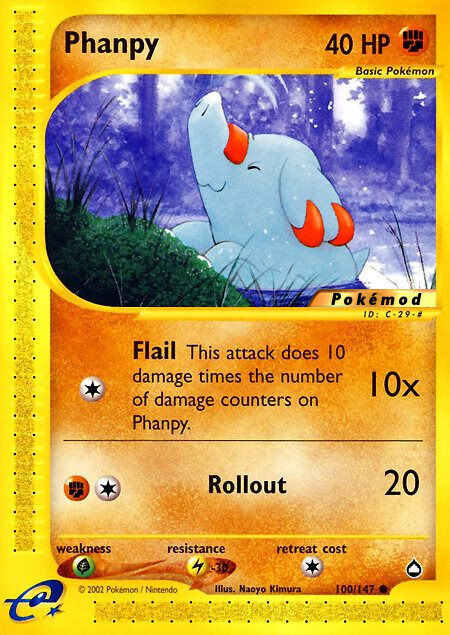 Phanpy 40 HP
Basic Pokémon
Pokémod
ID: C-29-#
Flail This attack does 10
damage times the number
of damage counters on
Phanpy.
10x
Rollout 20
weakness resistance retreat cost
-30
© 2002 Pokémon / Nintendo Illus. Naoyo Kimura 100/147
e